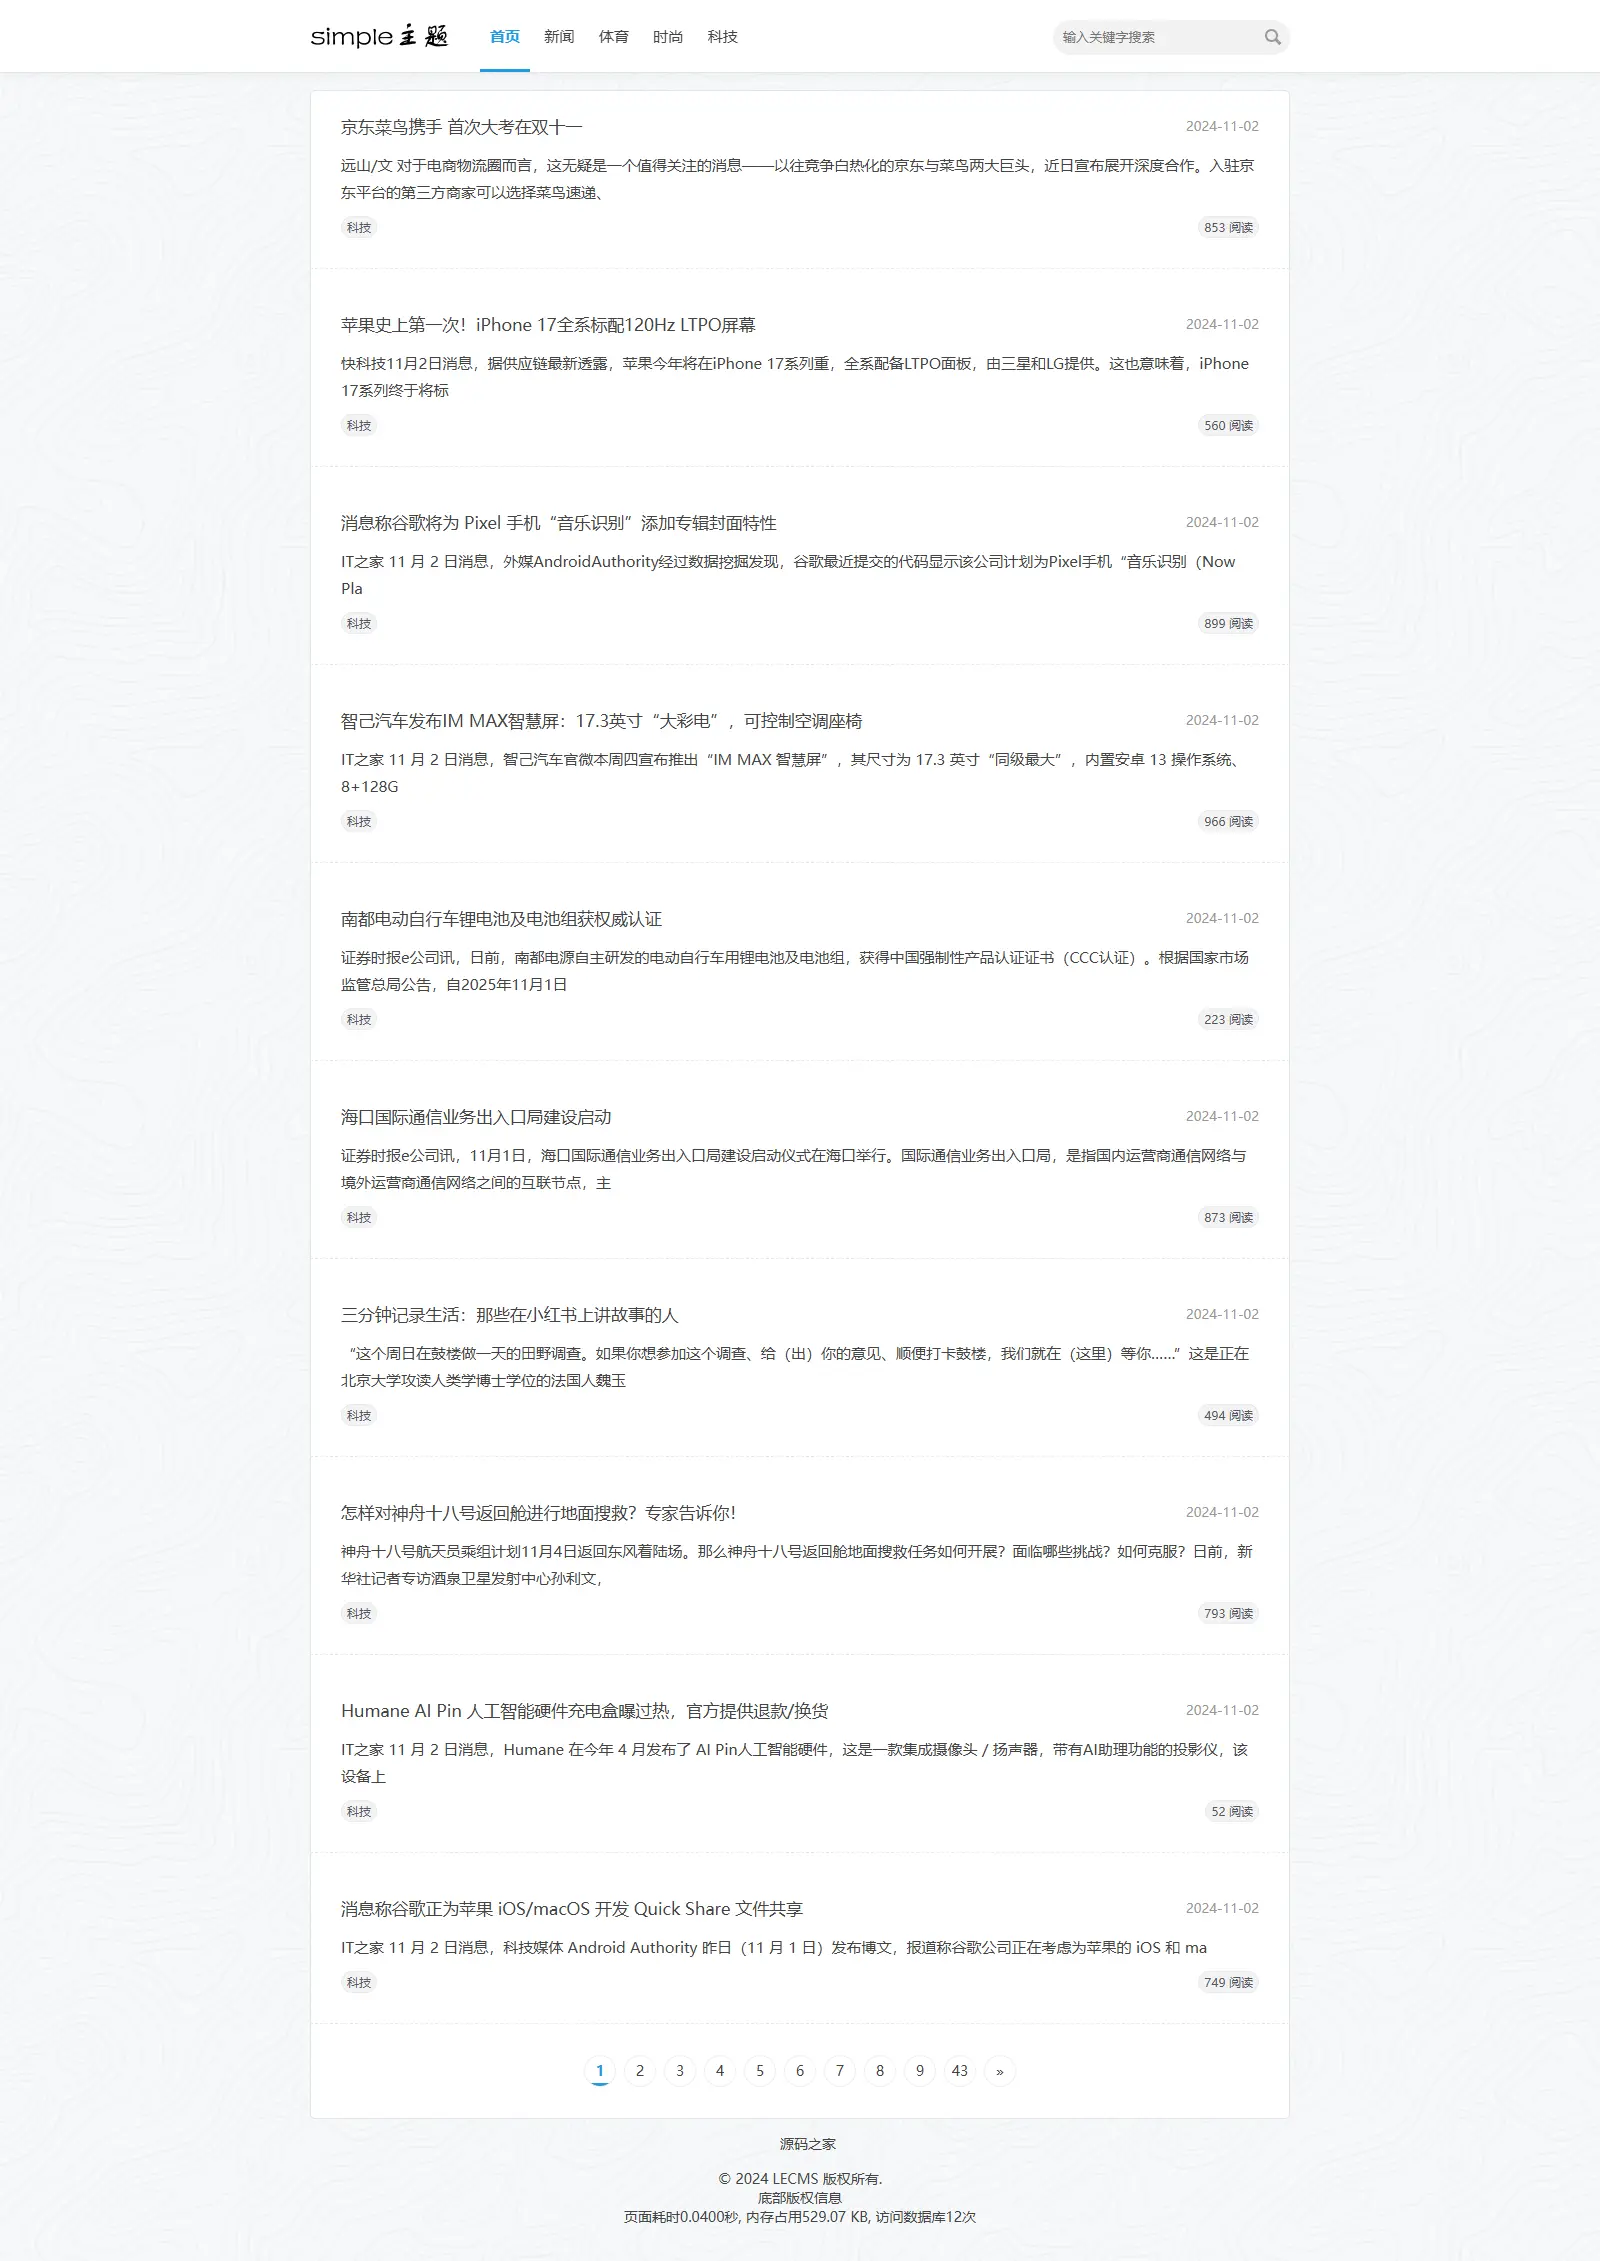 simple主题 首页 新闻 体育 时尚 科技 输入关键字搜索
京东菜鸟携手 首次大考在双十一 2024-11-02
远山/文 对于电商物流圈而言，这无疑是一个值得关注的消息——以往竞争白热化的京东与菜鸟两大巨头，近日宣布展开深度合作。入驻京
东平台的第三方商家可以选择菜鸟速递、
科技 853 阅读
苹果史上第一次！iPhone 17全系标配120Hz LTPO屏幕 2024-11-02
快科技11月2日消息，据供应链最新透露，苹果今年将在iPhone 17系列重，全系配备LTPO面板，由三星和LG提供。这也意味着，iPhone
17系列终于将标
科技 560 阅读
消息称谷歌将为 Pixel 手机“音乐识别”添加专辑封面特性 2024-11-02
IT之家 11 月 2 日消息，外媒AndroidAuthority经过数据挖掘发现，谷歌最近提交的代码显示该公司计划为Pixel手机“音乐识别（Now
Pla
科技 899 阅读
智己汽车发布IM MAX智慧屏：17.3英寸“大彩电”，可控制空调座椅 2024-11-02
IT之家 11 月 2 日消息，智己汽车官微本周四宣布推出“IM MAX 智慧屏”，其尺寸为 17.3 英寸“同级最大”，内置安卓 13 操作系统、
8+128G
科技 966 阅读
南都电动自行车锂电池及电池组获权威认证 2024-11-02
证券时报e公司讯，日前，南都电源自主研发的电动自行车用锂电池及电池组，获得中国强制性产品认证证书（CCC认证）。根据国家市场
监管总局公告，自2025年11月1日
科技 223 阅读
海口国际通信业务出入口局建设启动 2024-11-02
证券时报e公司讯，11月1日，海口国际通信业务出入口局建设启动仪式在海口举行。国际通信业务出入口局，是指国内运营商通信网络与
境外运营商通信网络之间的互联节点，主
科技 873 阅读
三分钟记录生活：那些在小红书上讲故事的人 2024-11-02
“这个周日在鼓楼做一天的田野调查。如果你想参加这个调查、给（出）你的意见、顺便打卡鼓楼，我们就在（这里）等你……”这是正在
北京大学攻读人类学博士学位的法国人魏玉
科技 494 阅读
怎样对神舟十八号返回舱进行地面搜救？专家告诉你！ 2024-11-02
神舟十八号航天员乘组计划11月4日返回东风着陆场。那么神舟十八号返回舱地面搜救任务如何开展？面临哪些挑战？如何克服？日前，新
华社记者专访酒泉卫星发射中心孙利文，
科技 793 阅读
Humane AI Pin 人工智能硬件充电盒曝过热，官方提供退款/换货 2024-11-02
IT之家 11 月 2 日消息，Humane 在今年 4 月发布了 AI Pin人工智能硬件，这是一款集成摄像头 / 扬声器，带有AI助理功能的投影仪，该
设备上
科技 52 阅读
消息称谷歌正为苹果 iOS/macOS 开发 Quick Share 文件共享 2024-11-02
IT之家 11 月 2 日消息，科技媒体 Android Authority 昨日（11 月 1 日）发布博文，报道称谷歌公司正在考虑为苹果的 iOS 和 ma
科技 749 阅读
1 2 3 4 5 6 7 8 9 43 »
源码之家
© 2024 LECMS 版权所有.
底部版权信息
页面耗时0.0400秒, 内存占用529.07 KB, 访问数据库12次